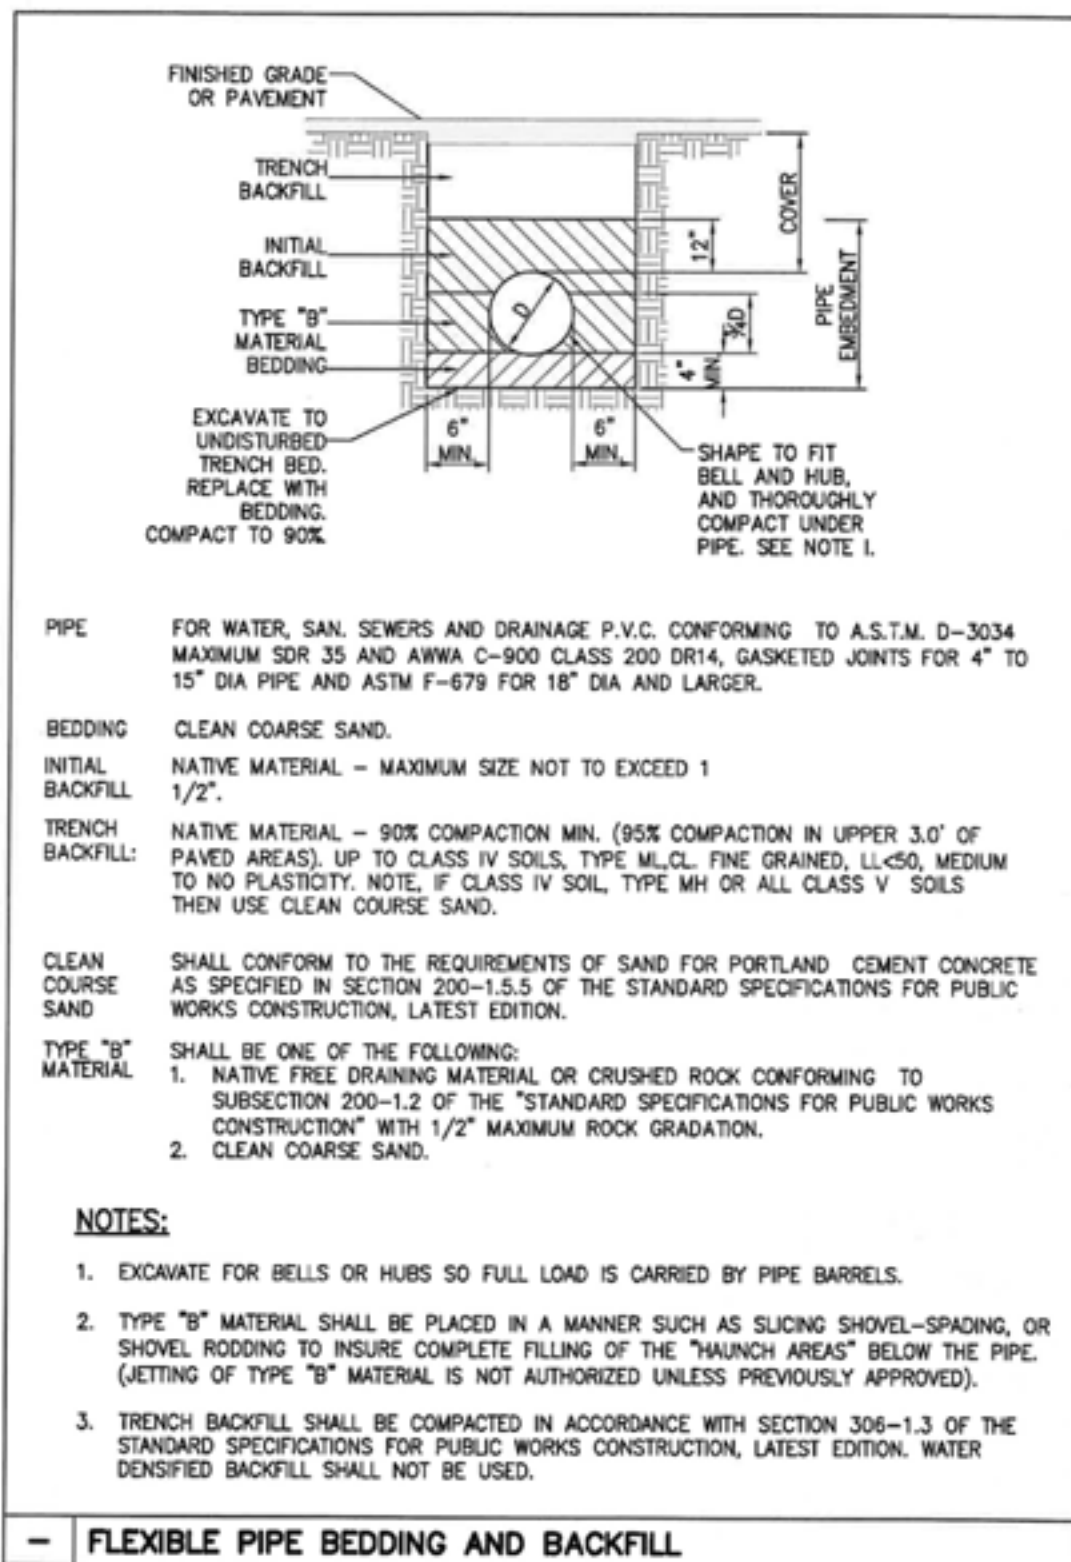 FINISHED GRADE
OR PAVEMENT
TRENCH
BACKFILL
INITIAL
BACKFILL
TYPE "B"
MATERIAL
BEDDING
EXCAVATE TO
UNDISTURBED
TRENCH BED.
REPLACE WITH
BEDDING.
COMPACT TO 90%.
D
6"
MIN.
6"
MIN.
12"
¾D
4"
MIN.
COVER
PIPE
EMBEDMENT
SHAPE TO FIT
BELL AND HUB,
AND THOROUGHLY
COMPACT UNDER
PIPE. SEE NOTE I.
PIPE FOR WATER, SAN. SEWERS AND DRAINAGE P.V.C. CONFORMING TO A.S.T.M. D-3034
MAXIMUM SDR 35 AND AWWA C-900 CLASS 200 DR14, GASKETED JOINTS FOR 4" TO
15" DIA PIPE AND ASTM F-679 FOR 18" DIA AND LARGER.
BEDDING CLEAN COARSE SAND.
INITIAL NATIVE MATERIAL - MAXIMUM SIZE NOT TO EXCEED 1
BACKFILL 1/2".
TRENCH NATIVE MATERIAL - 90% COMPACTION MIN. (95% COMPACTION IN UPPER 3.0' OF
BACKFILL: PAVED AREAS). UP TO CLASS IV SOILS, TYPE ML,CL. FINE GRAINED, LL<50, MEDIUM
TO NO PLASTICITY. NOTE, IF CLASS IV SOIL, TYPE MH OR ALL CLASS V SOILS
THEN USE CLEAN COURSE SAND.
CLEAN SHALL CONFORM TO THE REQUIREMENTS OF SAND FOR PORTLAND CEMENT CONCRETE
COURSE AS SPECIFIED IN SECTION 200-1.5.5 OF THE STANDARD SPECIFICATIONS FOR PUBLIC
SAND WORKS CONSTRUCTION, LATEST EDITION.
TYPE "B" SHALL BE ONE OF THE FOLLOWING:
MATERIAL 1. NATIVE FREE DRAINING MATERIAL OR CRUSHED ROCK CONFORMING TO
SUBSECTION 200-1.2 OF THE "STANDARD SPECIFICATIONS FOR PUBLIC WORKS
CONSTRUCTION" WITH 1/2" MAXIMUM ROCK GRADATION.
2. CLEAN COARSE SAND.
NOTES:
1. EXCAVATE FOR BELLS OR HUBS SO FULL LOAD IS CARRIED BY PIPE BARRELS.
2. TYPE "B" MATERIAL SHALL BE PLACED IN A MANNER SUCH AS SLICING SHOVEL-SPADING, OR
SHOVEL RODDING TO INSURE COMPLETE FILLING OF THE "HAUNCH AREAS" BELOW THE PIPE.
(JETTING OF TYPE "B" MATERIAL IS NOT AUTHORIZED UNLESS PREVIOUSLY APPROVED).
3. TRENCH BACKFILL SHALL BE COMPACTED IN ACCORDANCE WITH SECTION 306-1.3 OF THE
STANDARD SPECIFICATIONS FOR PUBLIC WORKS CONSTRUCTION, LATEST EDITION. WATER
DENSIFIED BACKFILL SHALL NOT BE USED.
- FLEXIBLE PIPE BEDDING AND BACKFILL